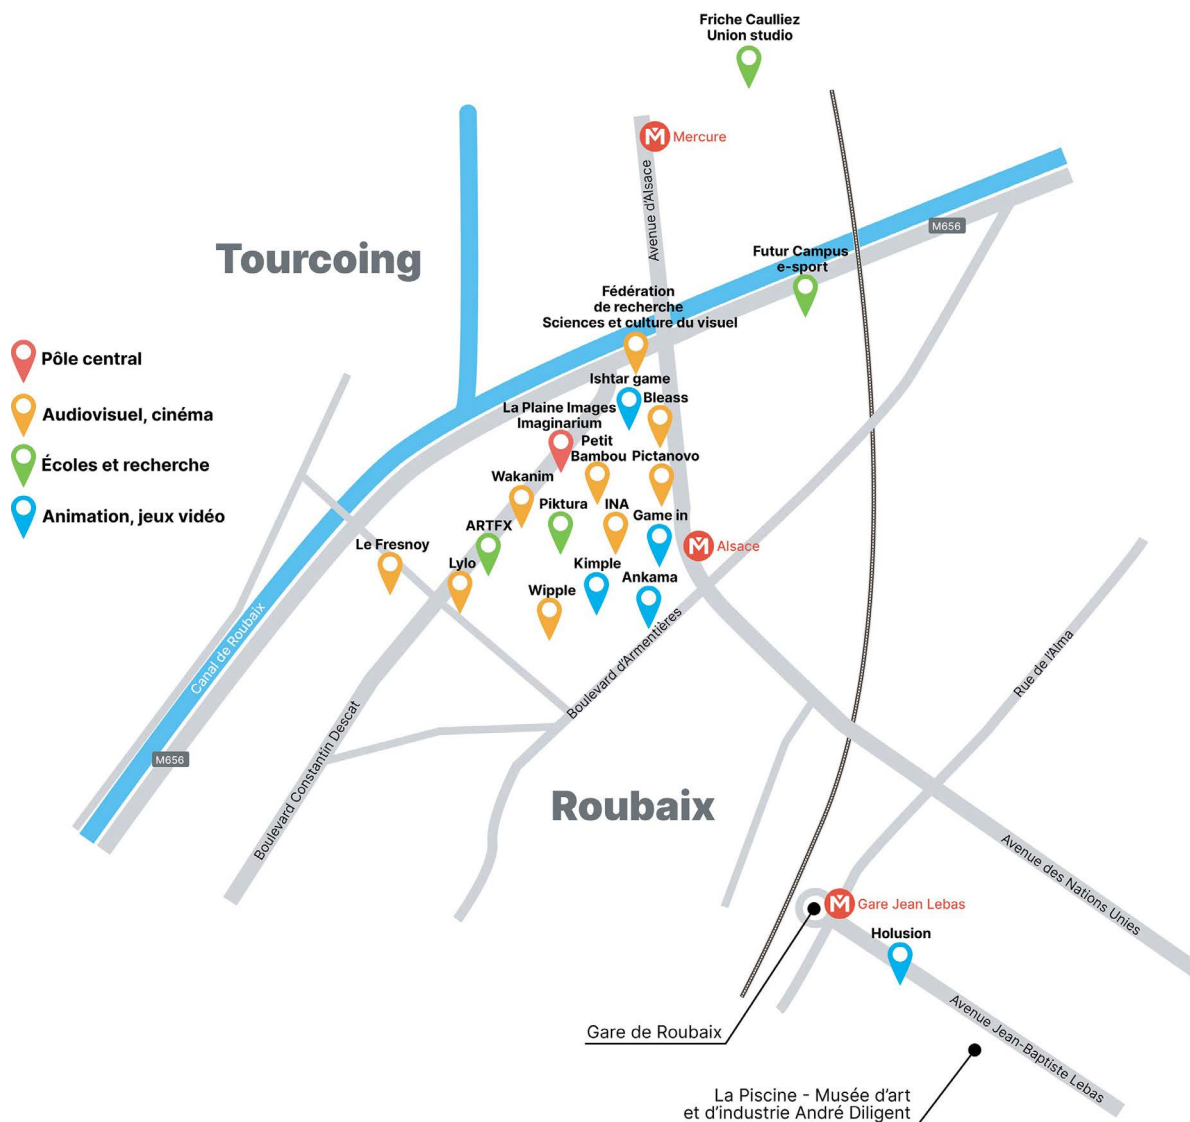 Friche Caulliez
Union studio
Mercure
Avenue d'Alsace
M656
Tourcoing
Futur Campus
e-sport
Fédération
de recherche
Sciences et culture du visuel
Pôle central
Audiovisuel, cinéma
Écoles et recherche
Animation, jeux vidéo
Ishtar game
Bleass
La Plaine Images
Imaginarium
Petit
Bambou
Pictanovo
Wakanim
Piktura
INA
Game in
ARTFX
Alsace
Le Fresnoy
Lylo
Kimple
Ankama
Wipple
Canal de Roubaix
Boulevard d'Armentières
Rue de l'Alma
M656
Boulevard Constantin Descat
Roubaix
Avenue des Nations Unies
Gare Jean Lebas
Holusion
Avenue Jean-Baptiste Lebas
Gare de Roubaix
La Piscine - Musée d'art
et d'industrie André Diligent